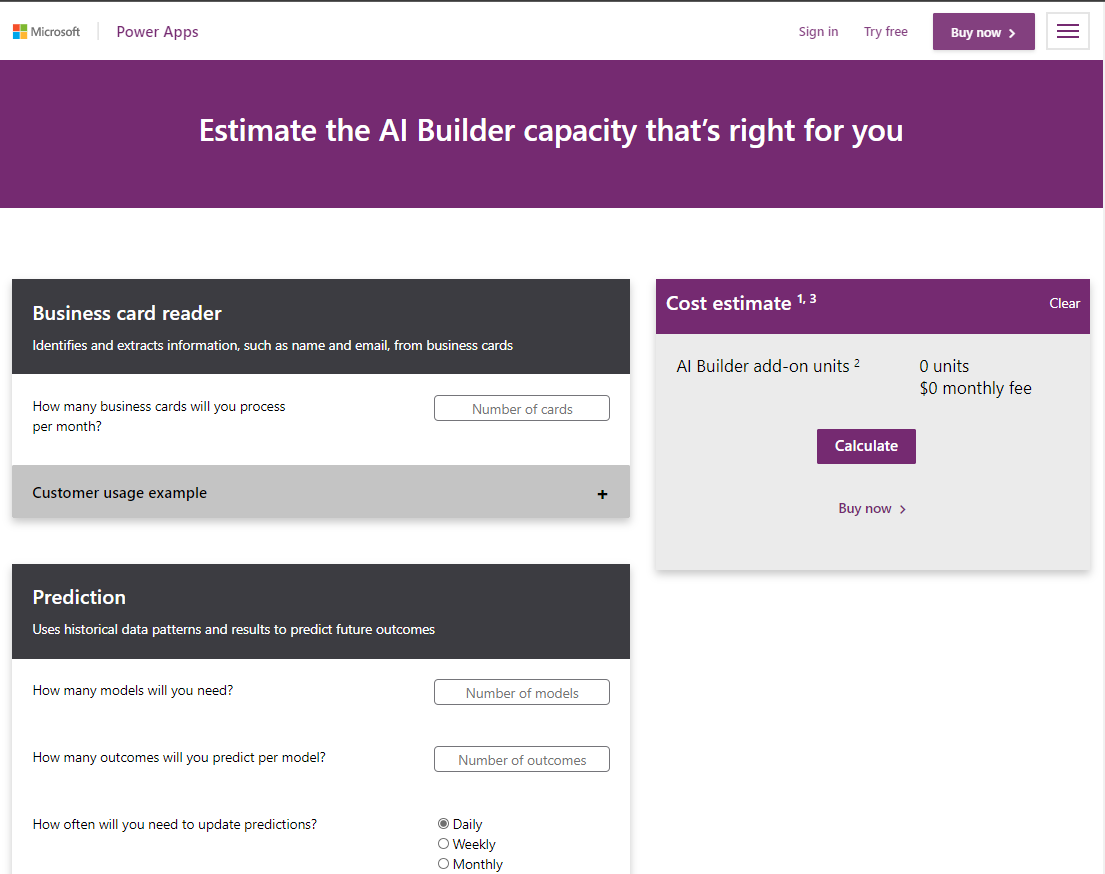 Microsoft Power Apps Sign in Try free Buy now
Estimate the AI Builder capacity that’s right for you
Business card reader
Identifies and extracts information, such as name and email, from business cards
How many business cards will you process
per month?
Number of cards
Customer usage example +
Prediction
Uses historical data patterns and results to predict future outcomes
How many models will you need?
Number of models
How many outcomes will you predict per model?
Number of outcomes
How often will you need to update predictions?
Daily
Weekly
Monthly
Cost estimate 1, 3 Clear
AI Builder add-on units 2 0 units
$0 monthly fee
Calculate
Buy now